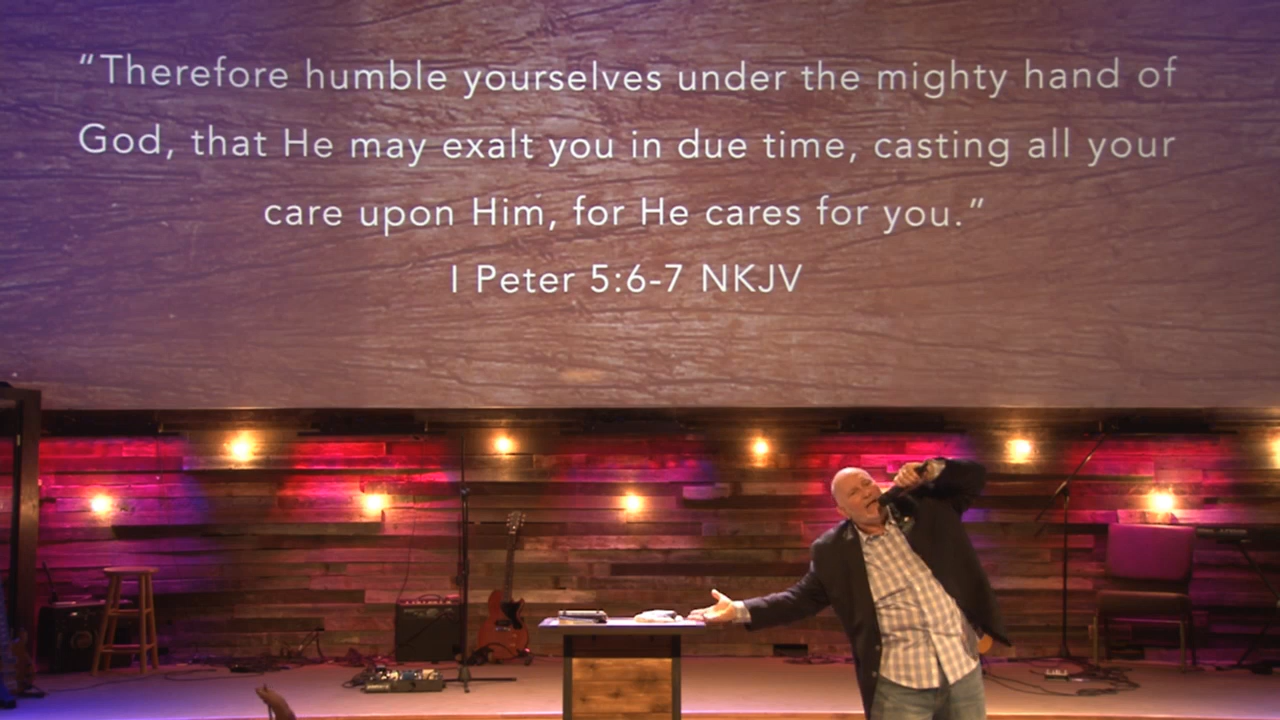 “Therefore humble yourselves under the mighty hand of
God, that He may exalt you in due time, casting all your
care upon Him, for He cares for you.”
I Peter 5:6-7 NKJV